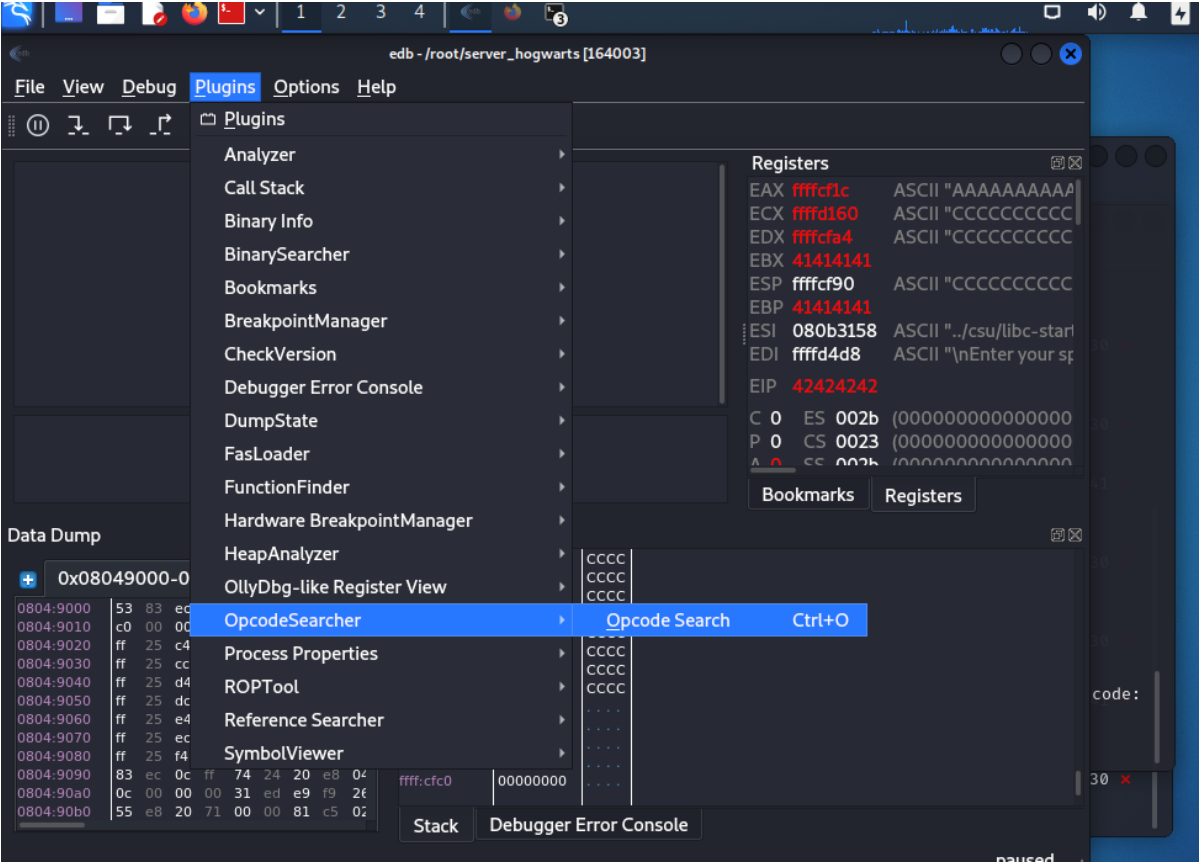 1 2 3 4 3
edb - /root/server_hogwarts [164003]
File View Debug Plugins Options Help
Plugins
Analyzer
Call Stack
Binary Info
BinarySearcher
Bookmarks
BreakpointManager
CheckVersion
Debugger Error Console
DumpState
FasLoader
FunctionFinder
Hardware BreakpointManager
HeapAnalyzer
OllyDbg-like Register View
OpcodeSearcher
Opcode Search Ctrl+O
Process Properties
ROPTool
Reference Searcher
SymbolViewer
Registers
EAX ffffcf1c ASCII "AAAAAAAAAA
ECX ffffd160 ASCII "CCCCCCCCCC
EDX ffffcfa4 ASCII "CCCCCCCCCC
EBX 41414141
ESP ffffcf90 ASCII "CCCCCCCCCC
EBP 41414141
ESI 080b3158 ASCII "../csu/libc-start
EDI ffffd4d8 ASCII "\nEnter your sp
EIP 42424242
C 0 ES 002b (0000000000000000
P 0 CS 0023 (0000000000000000
A 0 SS 002b (0000000000000000
Bookmarks Registers
Data Dump
0x08049000-0
0804:9000 53 83 ec
0804:9010 c0 00 00
0804:9020 ff 25 c4
0804:9030 ff 25 cc
0804:9040 ff 25 d4
0804:9050 ff 25 dc
0804:9060 ff 25 e4
0804:9070 ff 25 ec
0804:9080 ff 25 f4
0804:9090 83 ec 0c ff 74 24 20 e8 04
0804:90a0 0c 00 00 00 31 ed e9 f9 26
0804:90b0 55 e8 20 71 00 00 81 c5 02
CCCC
CCCC
CCCC
CCCC
CCCC
CCCC
. . . .
. . . .
. . . .
. . . .
ffff:cfc0 00000000 . . . .
Stack Debugger Error Console
code:
30
paused